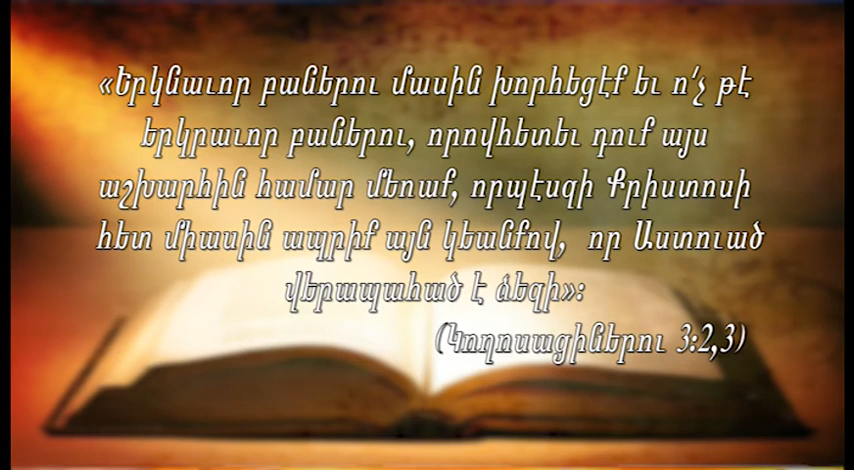 «Երկնաւոր բաներու մասին խորհեցէք եւ ո՛չ թէ
երկրաւոր բաներու, որովհետեւ դուք այս
աշխարհին համար մեռաք, որպէսզի Քրիստոսի
հետ միասին ապրիք այն կեանքով, որ Աստուած
վերապահած է ձեզի»:
(Կողոսացիներու 3:2,3)